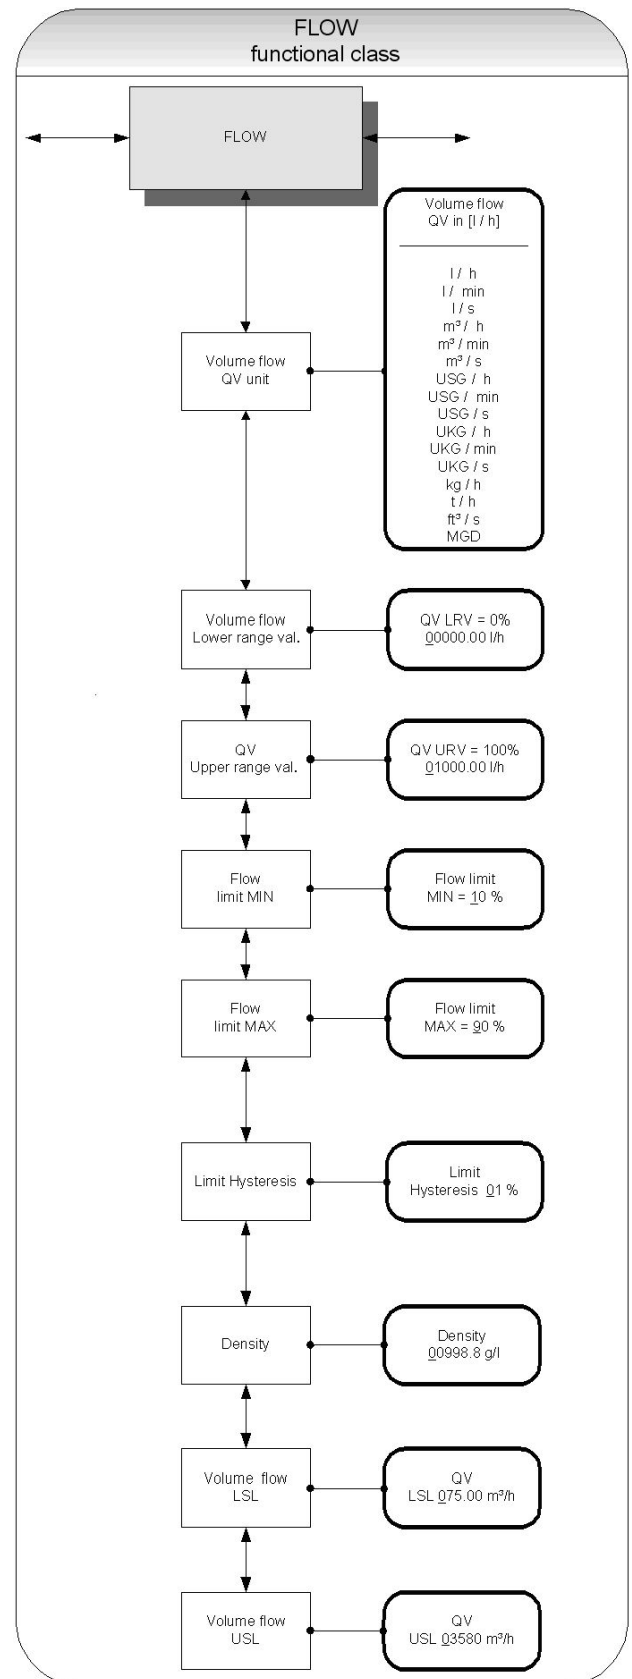 FLOW
functional class
FLOW
Volume flow
QV in [l / h]
l / h
l / min
l / s
m³ / h
m³ / min
m³ / s
USG / h
USG / min
USG / s
UKG / h
UKG / min
UKG / s
kg / h
t / h
ft³ / s
MGD
Volume flow
QV unit
Volume flow
Lower range val.
QV LRV = 0%
00000.00 l/h
QV
Upper range val.
QV URV = 100%
01000.00 l/h
Flow
limit MIN
Flow limit
MIN = 10 %
Flow
limit MAX
Flow limit
MAX = 90 %
Limit Hysteresis
Limit
Hysteresis 01 %
Density
Density
00998.8 g/l
Volume flow
LSL
QV
LSL 075.00 m³/h
Volume flow
USL
QV
USL 03580 m³/h